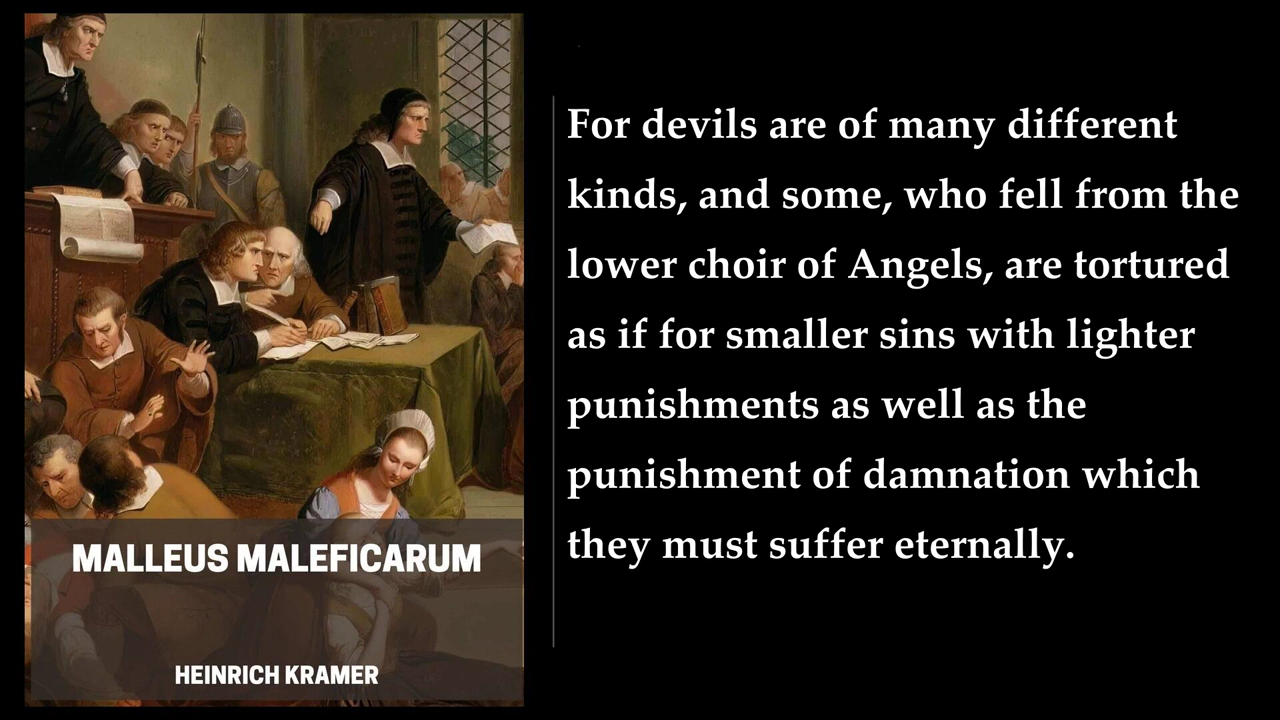 MALLEUS MALEFICARUM
HEINRICH KRAMER
For devils are of many different
kinds, and some, who fell from the
lower choir of Angels, are tortured
as if for smaller sins with lighter
punishments as well as the
punishment of damnation which
they must suffer eternally.